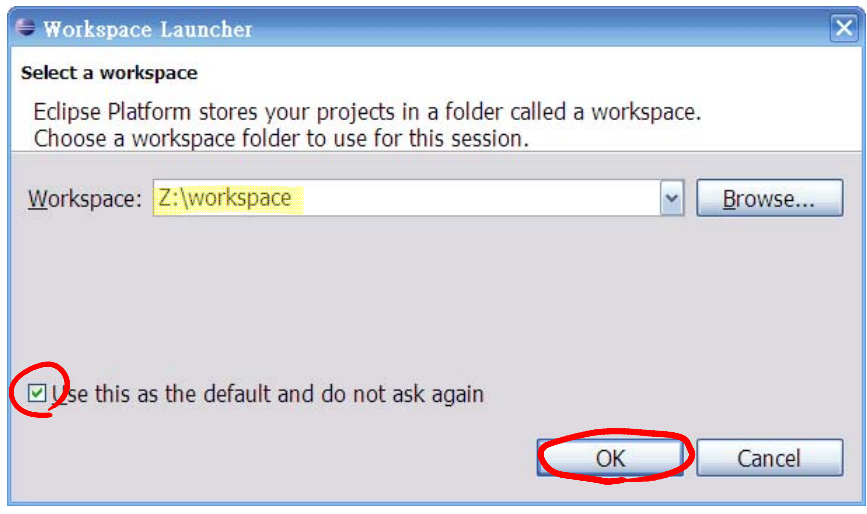 Workspace Launcher
Select a workspace
Eclipse Platform stores your projects in a folder called a workspace.
Choose a workspace folder to use for this session.
Workspace: Z:\workspace Browse...
Use this as the default and do not ask again
OK Cancel